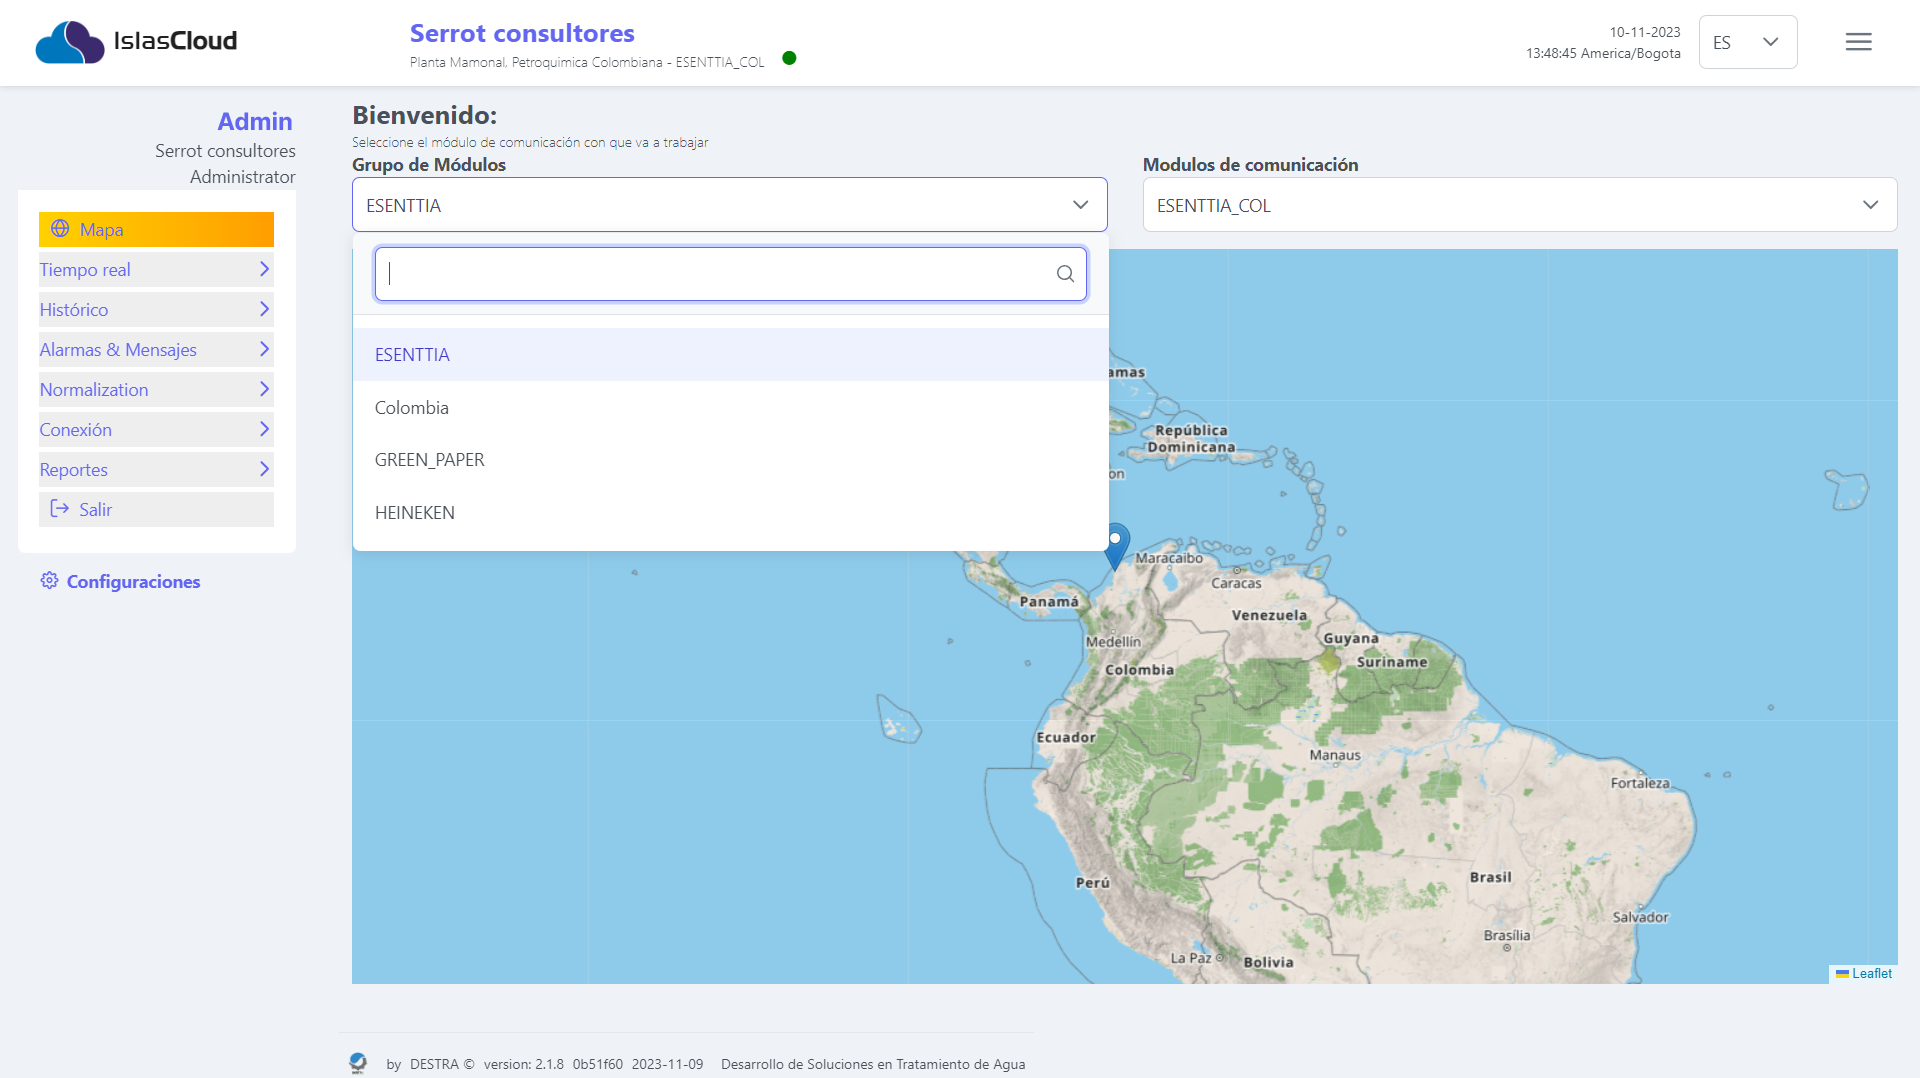 IslasCloud
Serrot consultores
Planta Mamonal, Petroquimica Colombiana - ESENTTIA_COL
10-11-2023
13:48:45 America/Bogota
ES
Admin
Serrot consultores
Administrator
Mapa
Tiempo real
Histórico
Alarmas & Mensajes
Normalization
Conexión
Reportes
Salir
Configuraciones
Bienvenido:
Seleccione el módulo de comunicación con que va a trabajar
Grupo de Módulos
ESENTTIA
Modulos de comunicación
ESENTTIA_COL
ESENTTIA
Colombia
GREEN_PAPER
HEINEKEN
amas
República
Dominicana
on
Maracaibo
Caracas
Panamá
Venezuela
Medellín
Guyana
Suriname
Colombia
Ecuador
Manaus
Fortaleza
Perú
Brasil
Salvador
Brasília
La Paz
Bolivia
Leaflet
by DESTRA © version: 2.1.8 0b51f60 2023-11-09 Desarrollo de Soluciones en Tratamiento de Agua